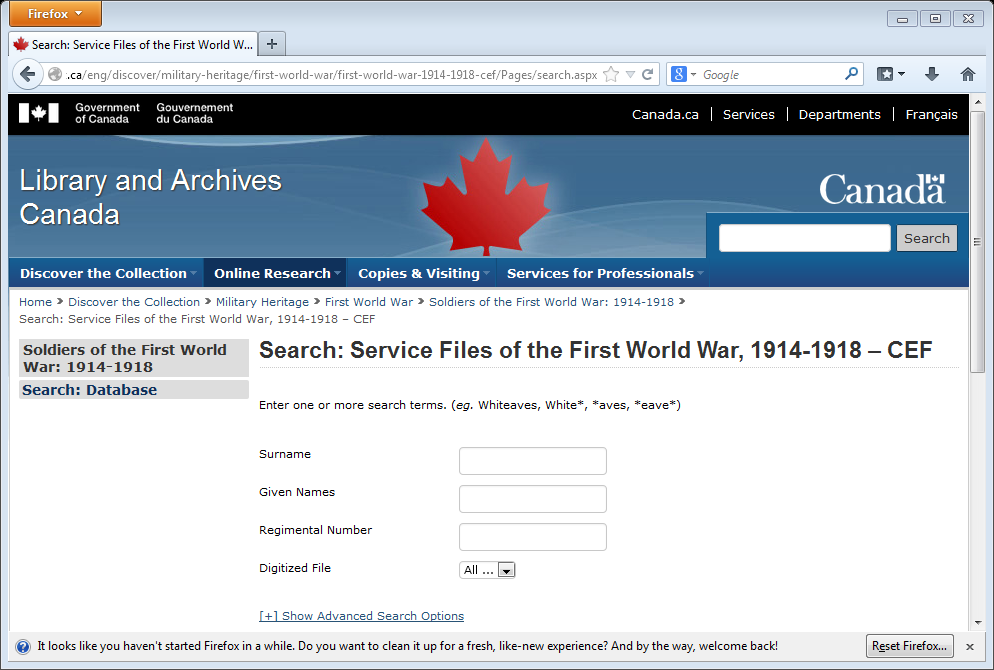 Firefox
Search: Service Files of the First World W...
.ca/eng/discover/military-heritage/first-world-war/first-world-war-1914-1918-cef/Pages/search.aspx
8 Google
Government of Canada
Gouvernement du Canada
Canada.ca | Services | Departments | Français
Library and Archives
Canada
Canada
Search
Discover the Collection Online Research Copies & Visiting Services for Professionals
Home > Discover the Collection > Military Heritage > First World War > Soldiers of the First World War: 1914-1918 >
Search: Service Files of the First World War, 1914-1918 – CEF
Soldiers of the First World
War: 1914-1918
Search: Database
Search: Service Files of the First World War, 1914-1918 – CEF
Enter one or more search terms. (eg. Whiteaves, White*, *aves, *eave*)
Surname
Given Names
Regimental Number
Digitized File All ...
[+] Show Advanced Search Options
It looks like you haven't started Firefox in a while. Do you want to clean it up for a fresh, like-new experience? And by the way, welcome back! Reset Firefox...